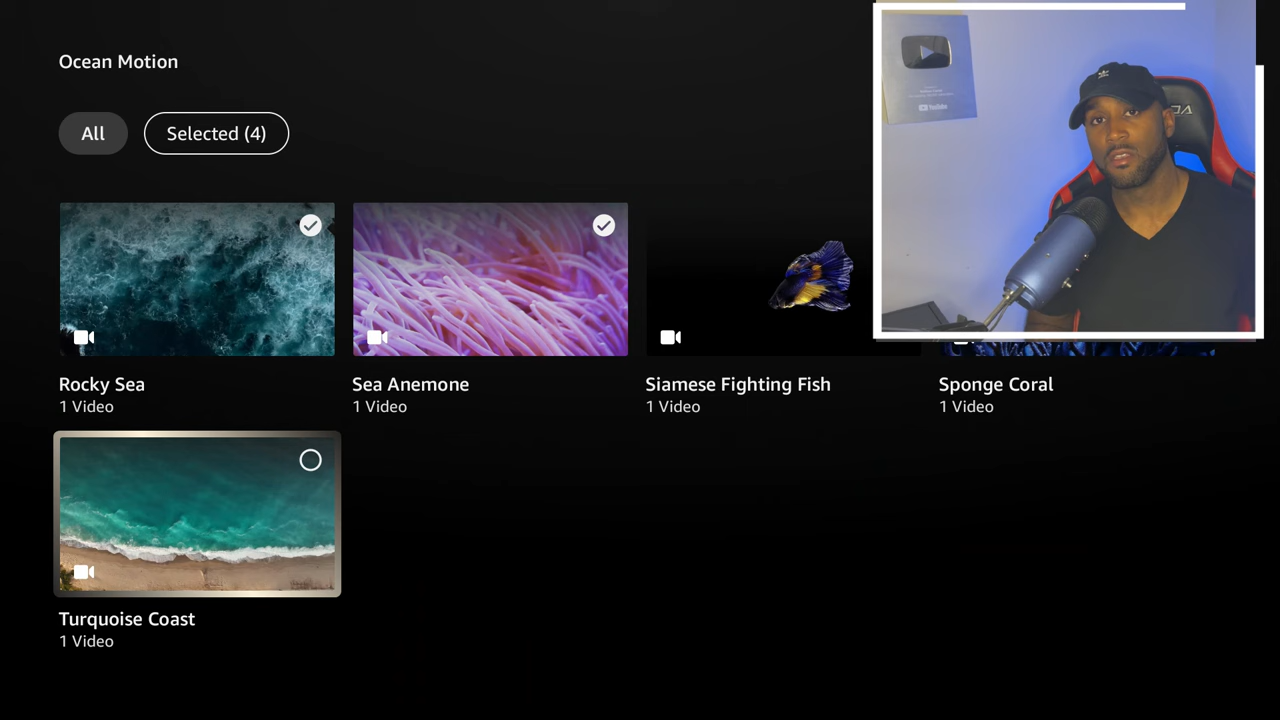 Ocean Motion
All
Selected (4)
Rocky Sea
1 Video
Sea Anemone
1 Video
Siamese Fighting Fish
1 Video
Sponge Coral
1 Video
Turquoise Coast
1 Video
YouTube